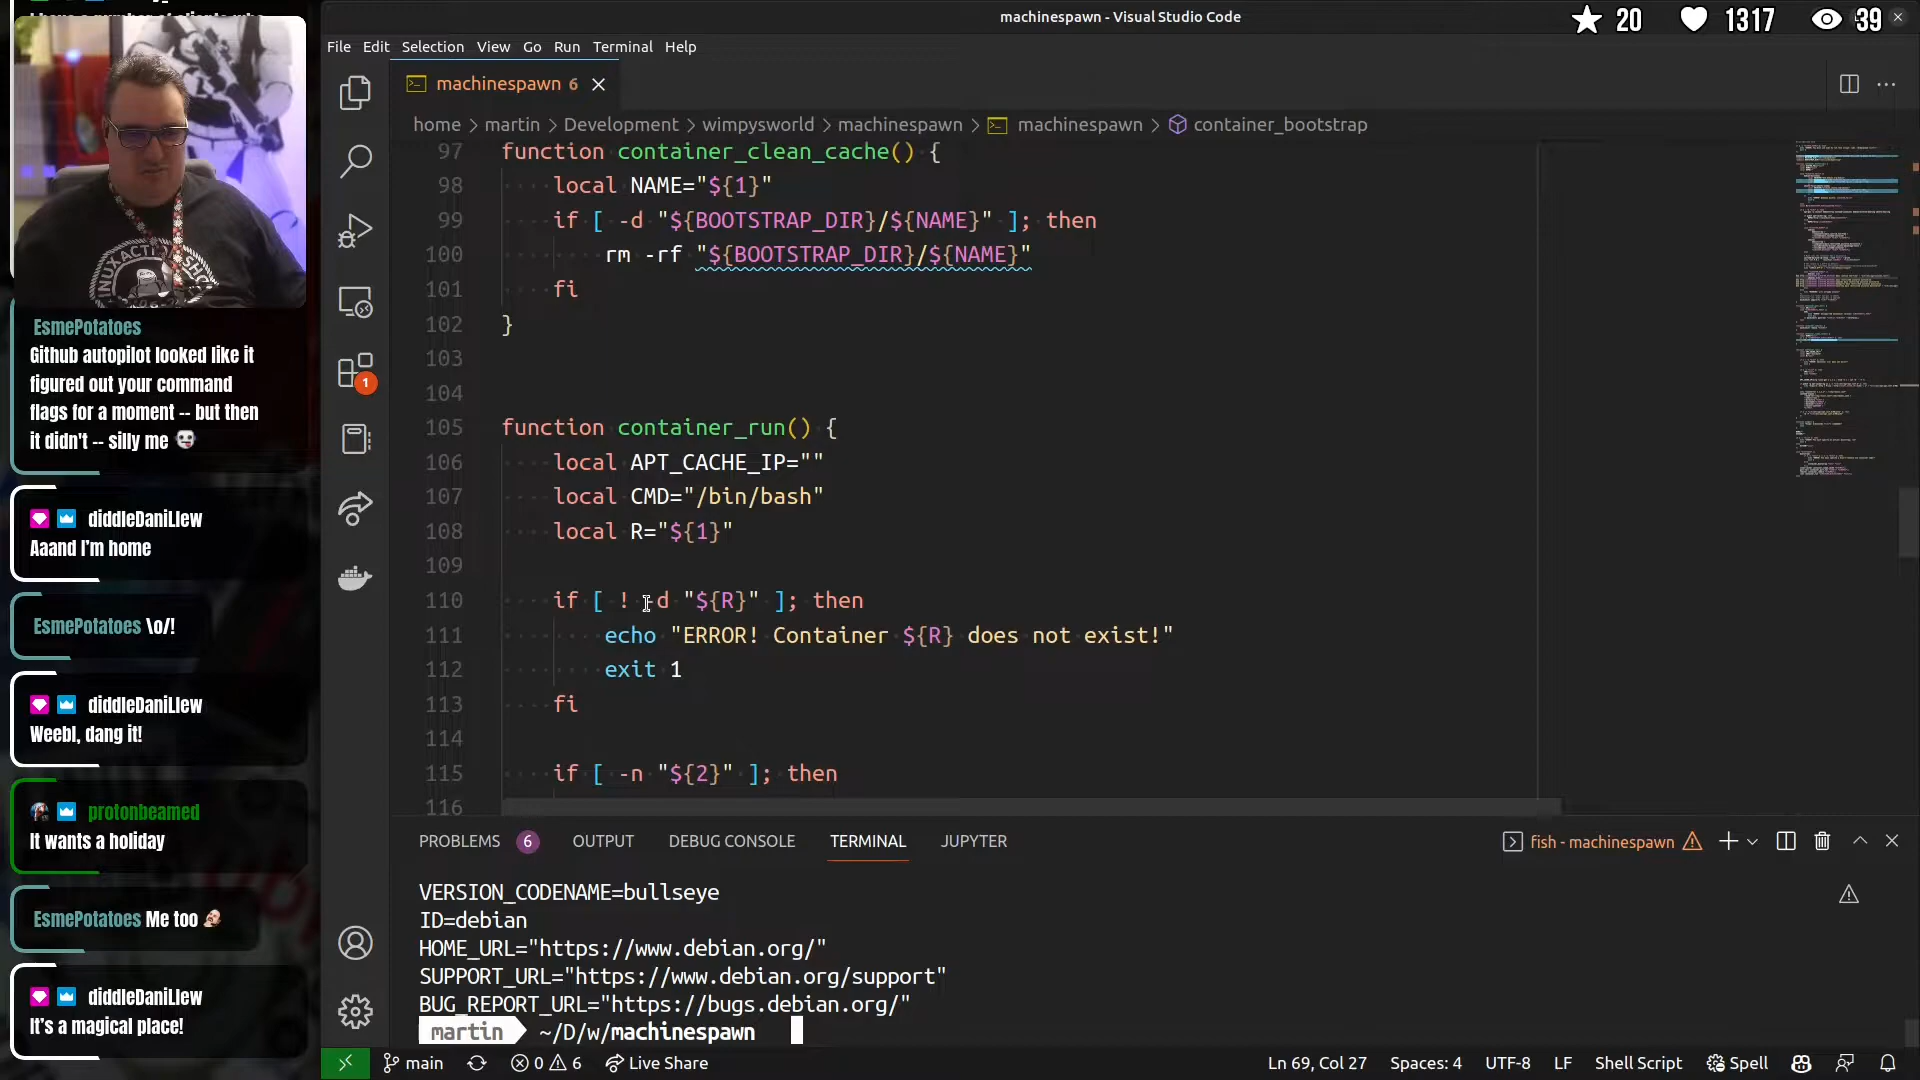 machinespawn - Visual Studio Code
20
1317
39
File Edit Selection View Go Run Terminal Help
machinespawn 6
home > martin > Development > wimpysworld > machinespawn > machinespawn > container_bootstrap
97 function container_clean_cache() {
98 local NAME="${1}"
99 if [ -d "${BOOTSTRAP_DIR}/${NAME}" ]; then
100 rm -rf "${BOOTSTRAP_DIR}/${NAME}"
101 fi
102 }
103
104
105 function container_run() {
106 local APT_CACHE_IP=""
107 local CMD="/bin/bash"
108 local R="${1}"
109
110 if [ ! -d "${R}" ]; then
111 echo "ERROR! Container ${R} does not exist!"
112 exit 1
113 fi
114
115 if [ -n "${2}" ]; then
116
EsmePotatoes
Github autopilot looked like it
figured out your command
flags for a moment -- but then
it didn't -- silly me
diddleDaniLlew
Aaand I'm home
EsmePotatoes \o/!
diddleDaniLlew
Weebl, dang it!
protonbeamed
It wants a holiday
EsmePotatoes Me too
diddleDaniLlew
It's a magical place!
1
PROBLEMS 6 OUTPUT DEBUG CONSOLE TERMINAL JUPYTER
fish - machinespawn
VERSION_CODENAME=bullseye
ID=debian
HOME_URL="https://www.debian.org/"
SUPPORT_URL="https://www.debian.org/support"
BUG_REPORT_URL="https://bugs.debian.org/"
martin ~/D/w/machinespawn
main 0 6 Live Share
Ln 69, Col 27 Spaces: 4 UTF-8 LF Shell Script Spell